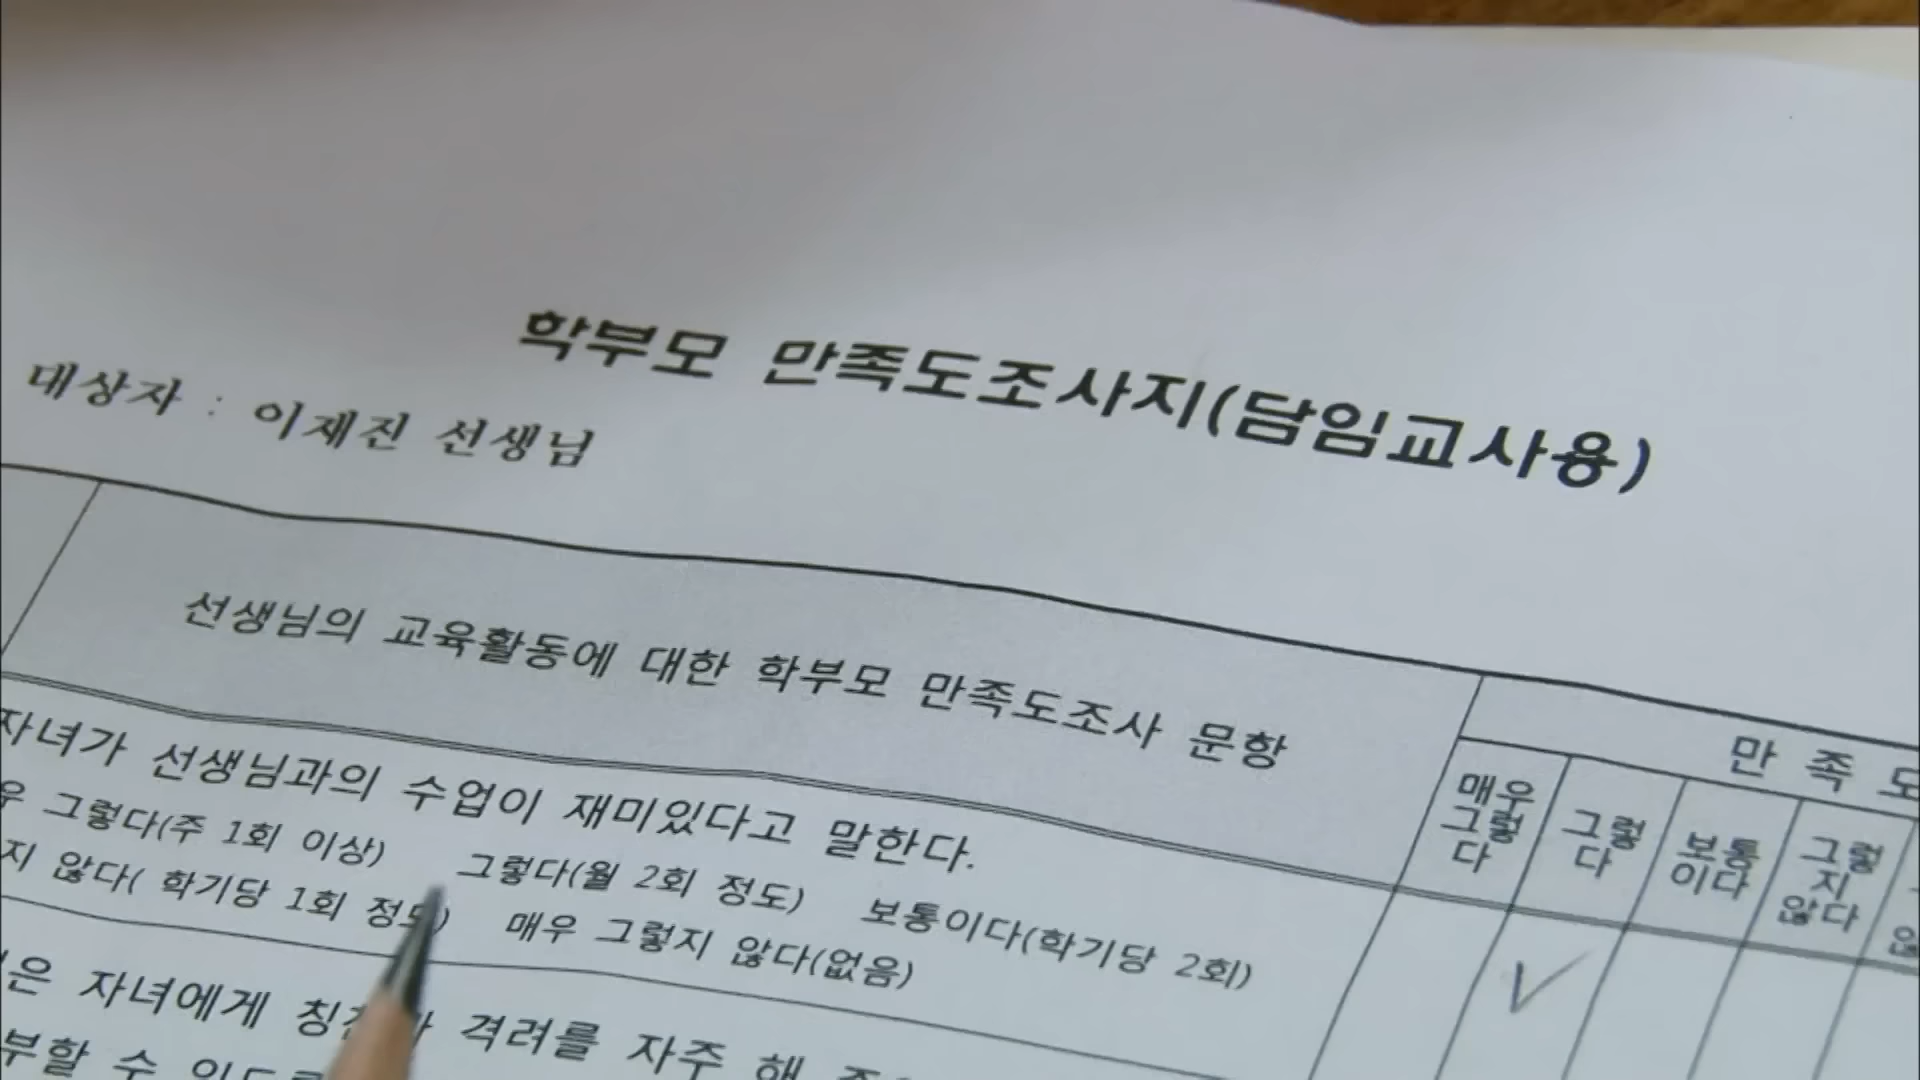 학부모 만족도조사지(담임교사용)
대상자 : 이재진 선생님
선생님의 교육활동에 대한 학부모 만족도조사 문항
만 족 도
매우 그렇다
그렇다
보통이다
그렇지 않다
자녀가 선생님과의 수업이 재미있다고 말한다.
그렇다(주 1회 이상) 그렇다(월 2회 정도) 보통이다(학기당 2회)
않다( 학기당 1회 정도) 매우 그렇지 않다(없음)
자녀에게 격려를 자주
수